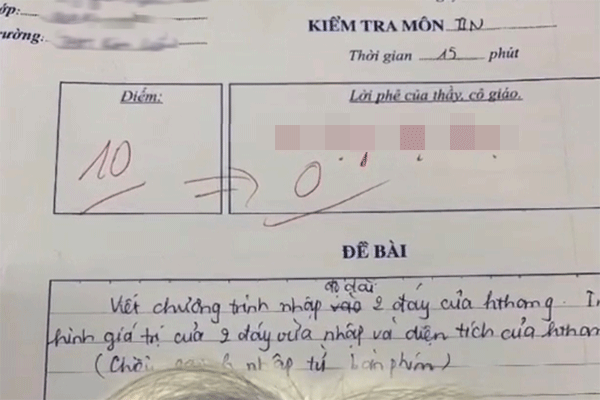 ớp:
KIỂM TRA MÔN TIN
ường:
Thời gian 15 phút
Điểm:
Lời phê của thầy, cô giáo.
10 => 0
ĐỀ BÀI
độ dài
Viết chương trình nhập vào 2 đáy của hthang. I
hình giá trị của 2 đáy vừa nhập và diện tích của htha
nhập từ bàn phím)